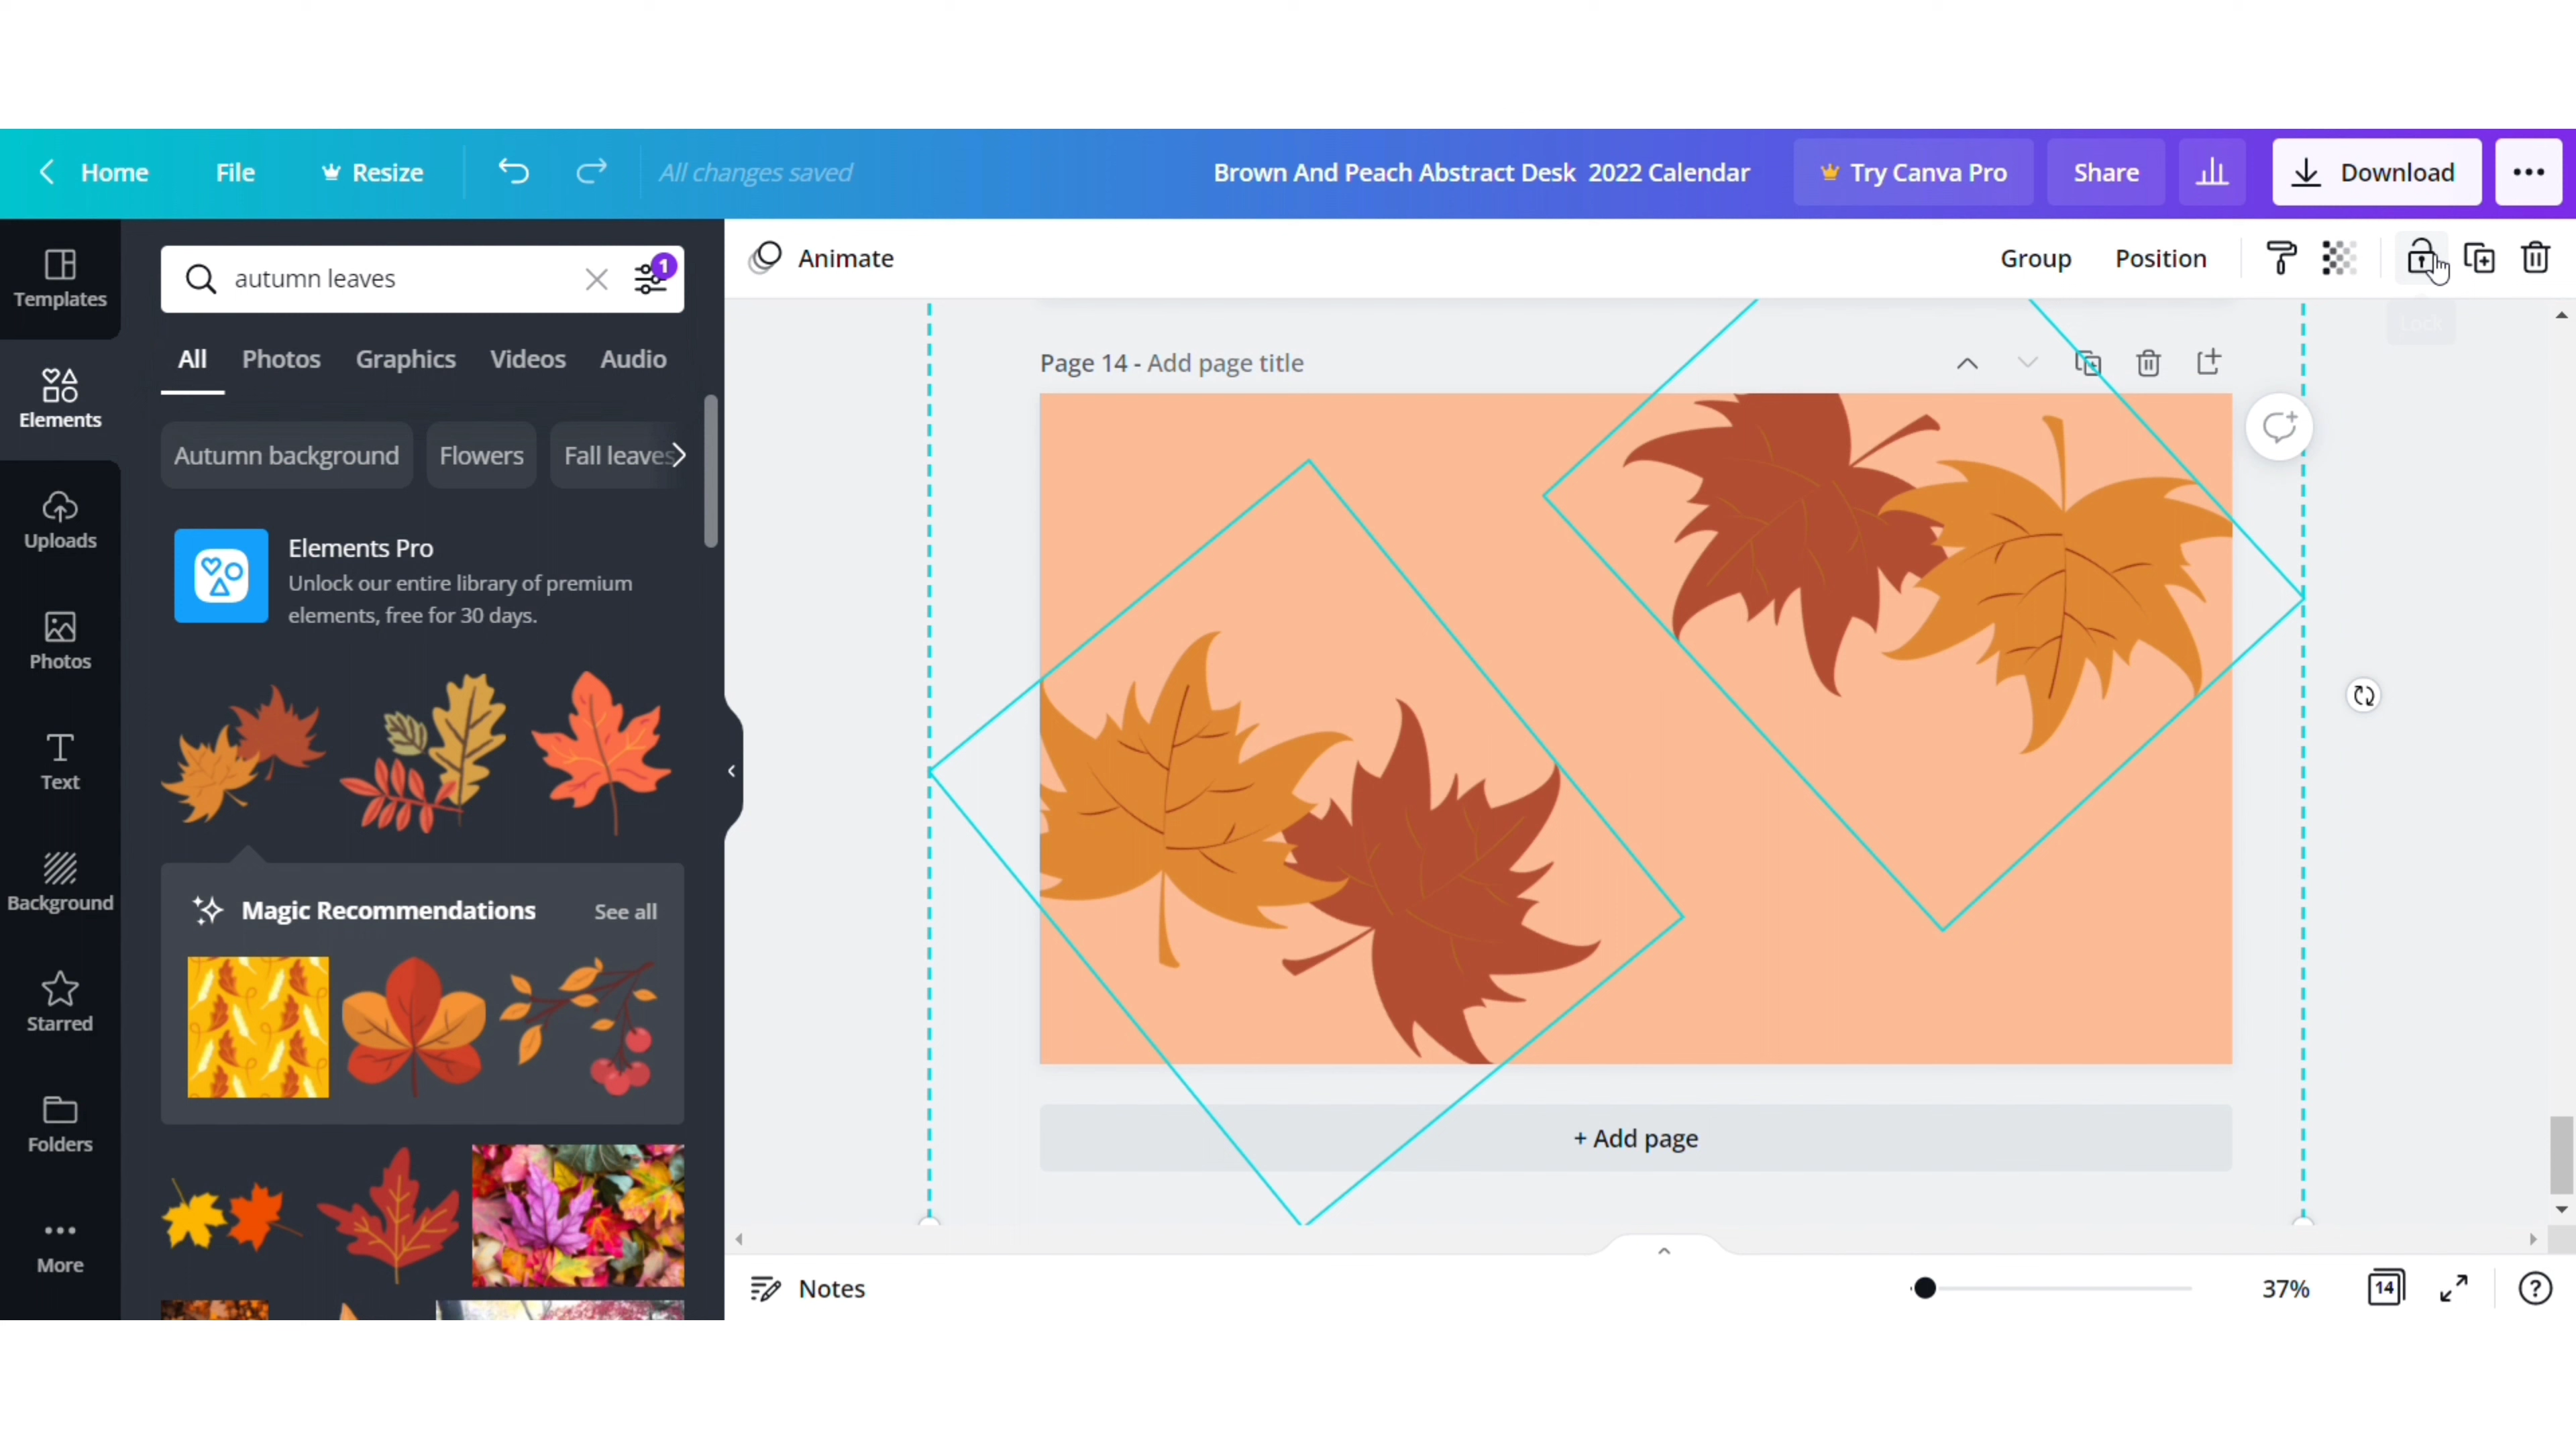 Home File Resize All changes saved Brown And Peach Abstract Desk 2022 Calendar Try Canva Pro Share Download
Templates
Elements
Uploads
Photos
Text
Background
Starred
Folders
More
autumn leaves 1
All Photos Graphics Videos Audio
Autumn background Flowers Fall leaves
Elements Pro
Unlock our entire library of premium
elements, free for 30 days.
Magic Recommendations See all
Animate Group Position
Lock
Page 14 - Add page title
+ Add page
Notes 37% 14 ?